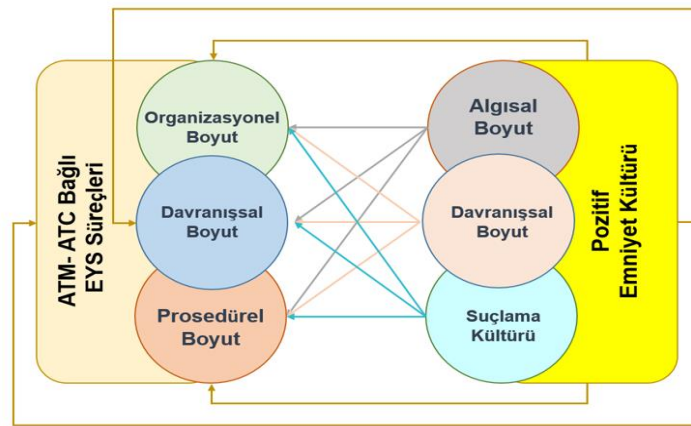 ATM- ATC Bağlı
EYS Süreçleri
Organizasyonel
Boyut
Davranışsal
Boyut
Prosedürel
Boyut
Algısal
Boyut
Davranışsal
Boyut
Suçlama
Kültürü
Pozitif
Emniyet Kültürü